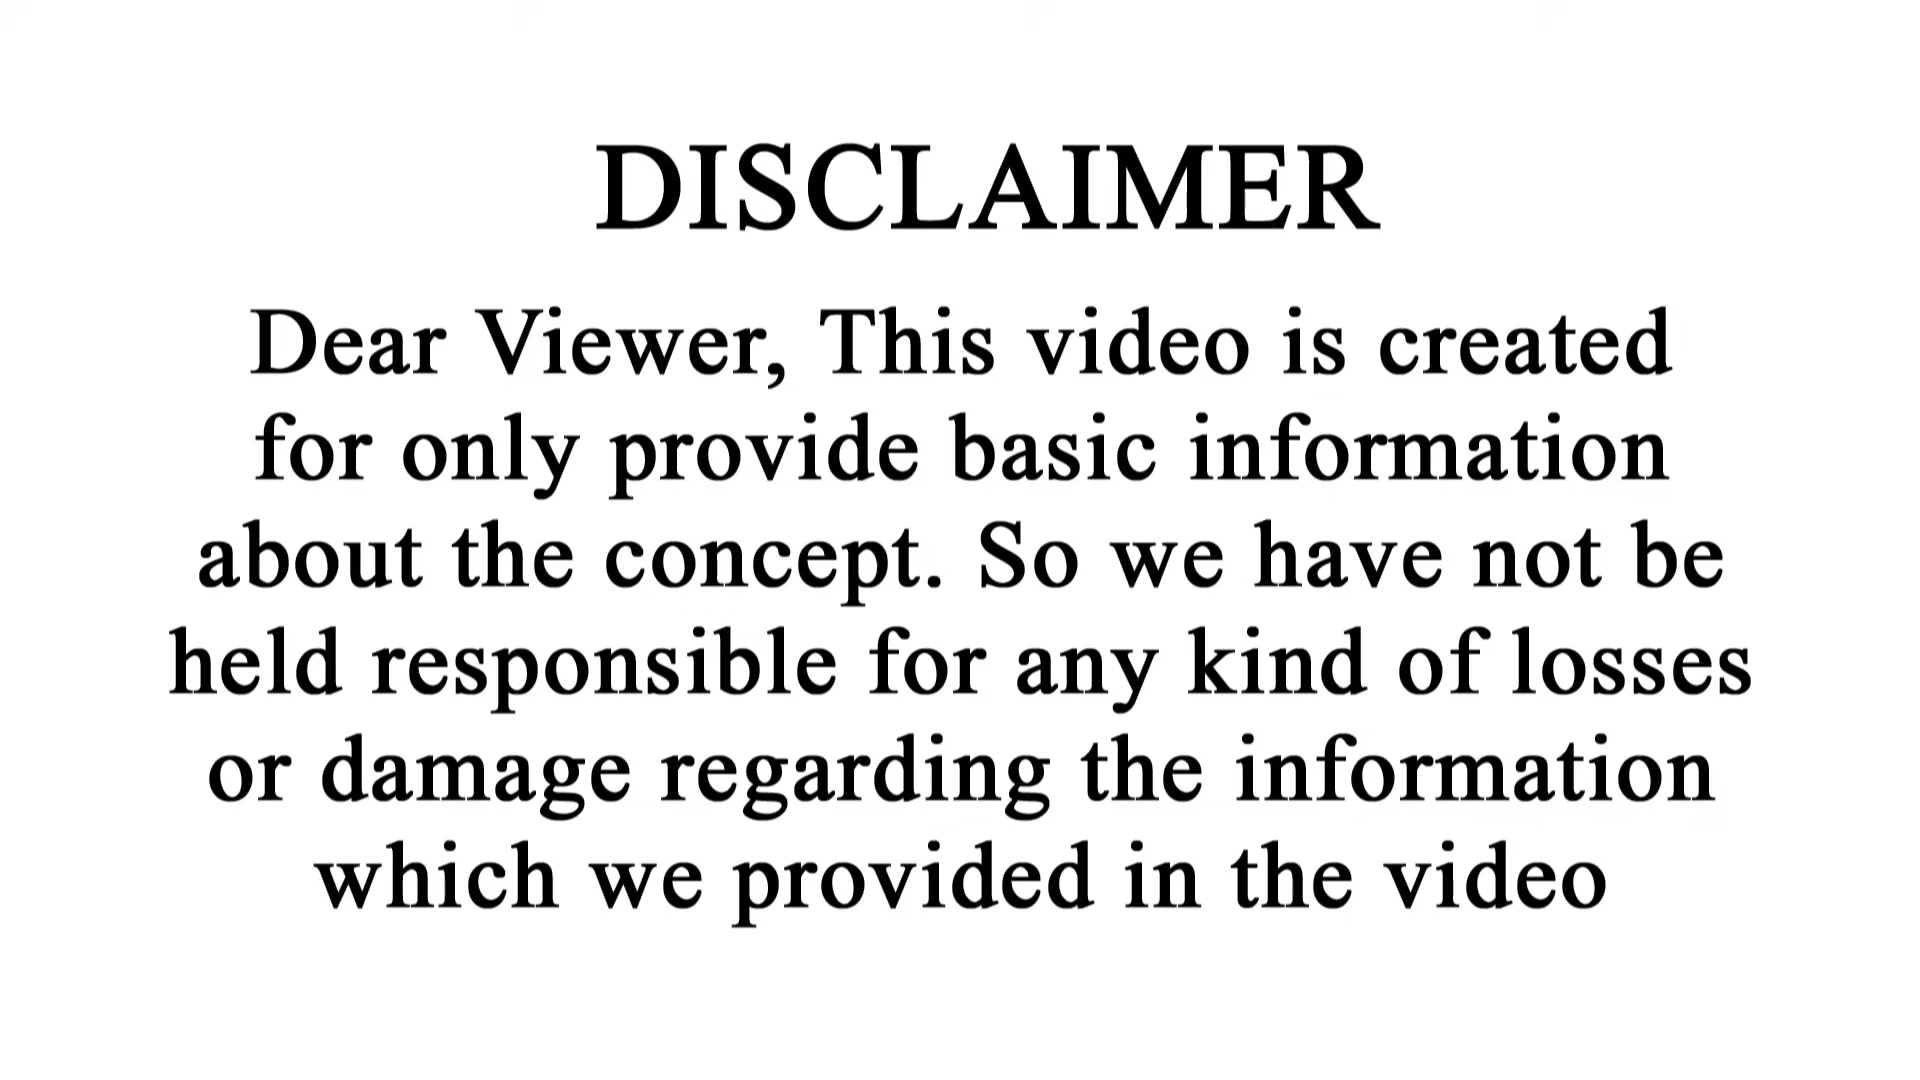 DISCLAIMER
Dear Viewer, This video is created
for only provide basic information
about the concept. So we have not be
held responsible for any kind of losses
or damage regarding the information
which we provided in the video